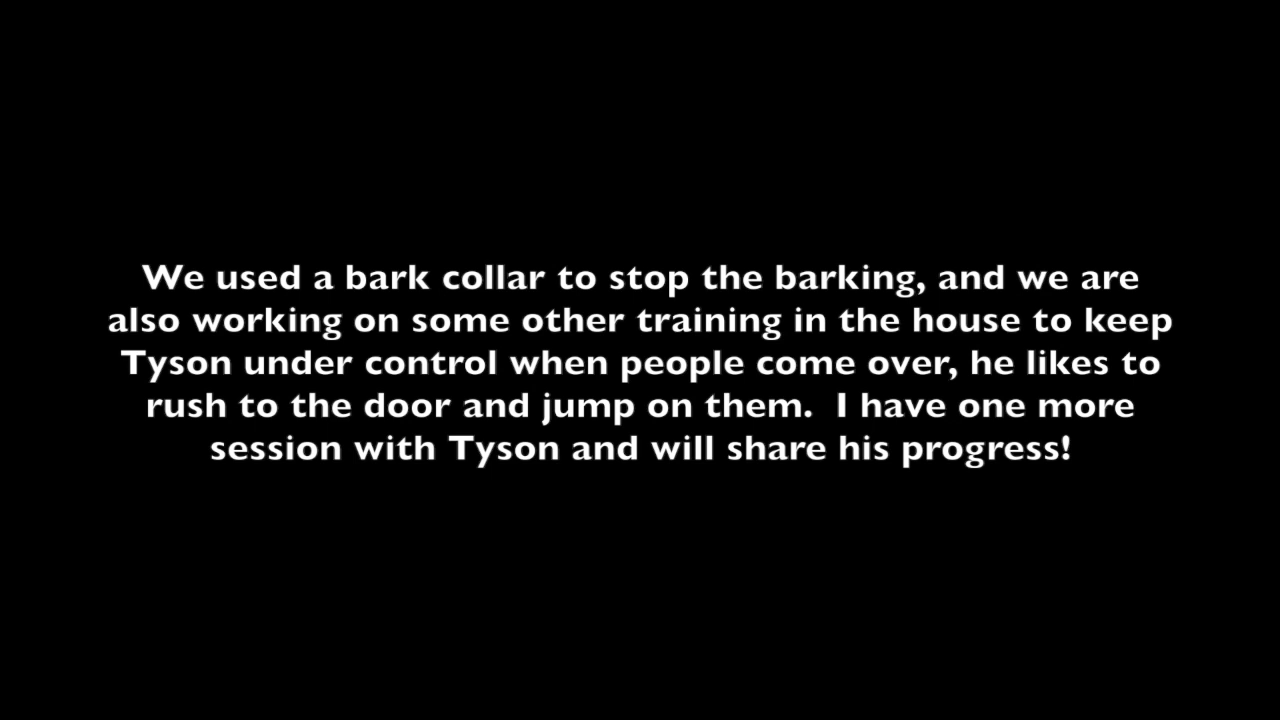 We used a bark collar to stop the barking, and we are
also working on some other training in the house to keep
Tyson under control when people come over, he likes to
rush to the door and jump on them.  I have one more
session with Tyson and will share his progress!